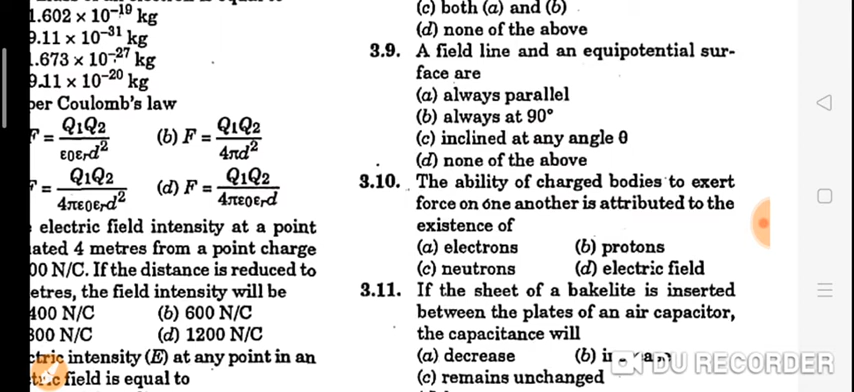 1.602 × 10⁻¹⁹ kg
9.11 × 10⁻³¹ kg
1.673 × 10⁻²⁷ kg
9.11 × 10⁻²⁰ kg
per Coulomb's law
F = Q₁Q₂ / ε₀εᵣd² (b) F = Q₁Q₂ / 4πd²
F = Q₁Q₂ / 4πε₀εᵣd² (d) F = Q₁Q₂ / 4πε₀εᵣd
electric field intensity at a point
ated 4 metres from a point charge
00 N/C. If the distance is reduced to
etres, the field intensity will be
400 N/C (b) 600 N/C
800 N/C (d) 1200 N/C
ctric intensity (E) at any point in an
field is equal to
(c) both (a) and (b)
(d) none of the above
3.9. A field line and an equipotential sur-
face are
(a) always parallel
(b) always at 90°
(c) inclined at any angle θ
(d) none of the above
3.10. The ability of charged bodies to exert
force on one another is attributed to the
existence of
(a) electrons (b) protons
(c) neutrons (d) electric field
3.11. If the sheet of a bakelite is inserted
between the plates of an air capacitor,
the capacitance will
(a) decrease (b)
(c) remains unchanged
DU RECORDER